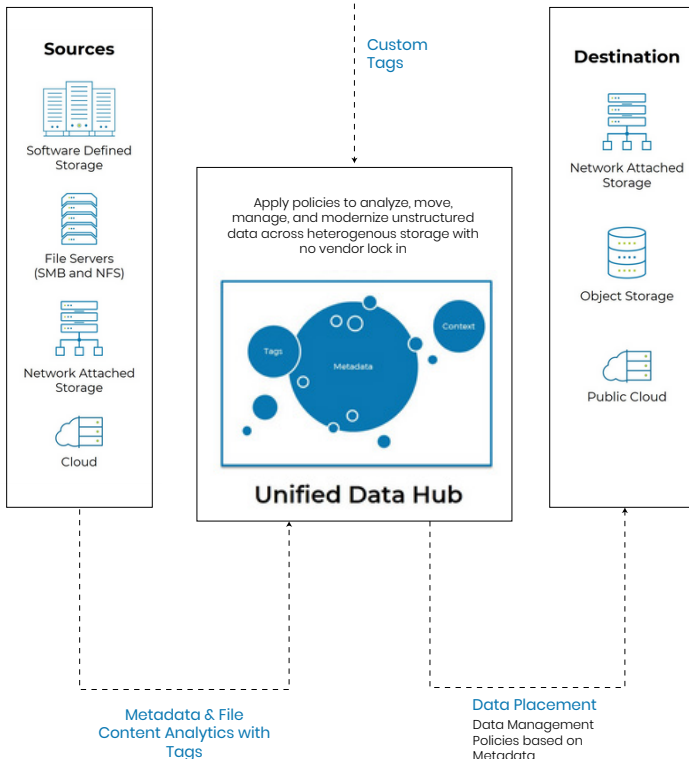 Custom
Tags
Sources
Software Defined
Storage
File Servers
(SMB and NFS)
Network Attached
Storage
Cloud
Apply policies to analyze, move,
manage, and modernize unstructured
data across heterogenous storage with
no vendor lock in
Tags
Metadata
Context
Unified Data Hub
Destination
Network Attached
Storage
Object Storage
Public Cloud
Metadata & File
Content Analytics with
Tags
Data Placement
Data Management
Policies based on
Metadata